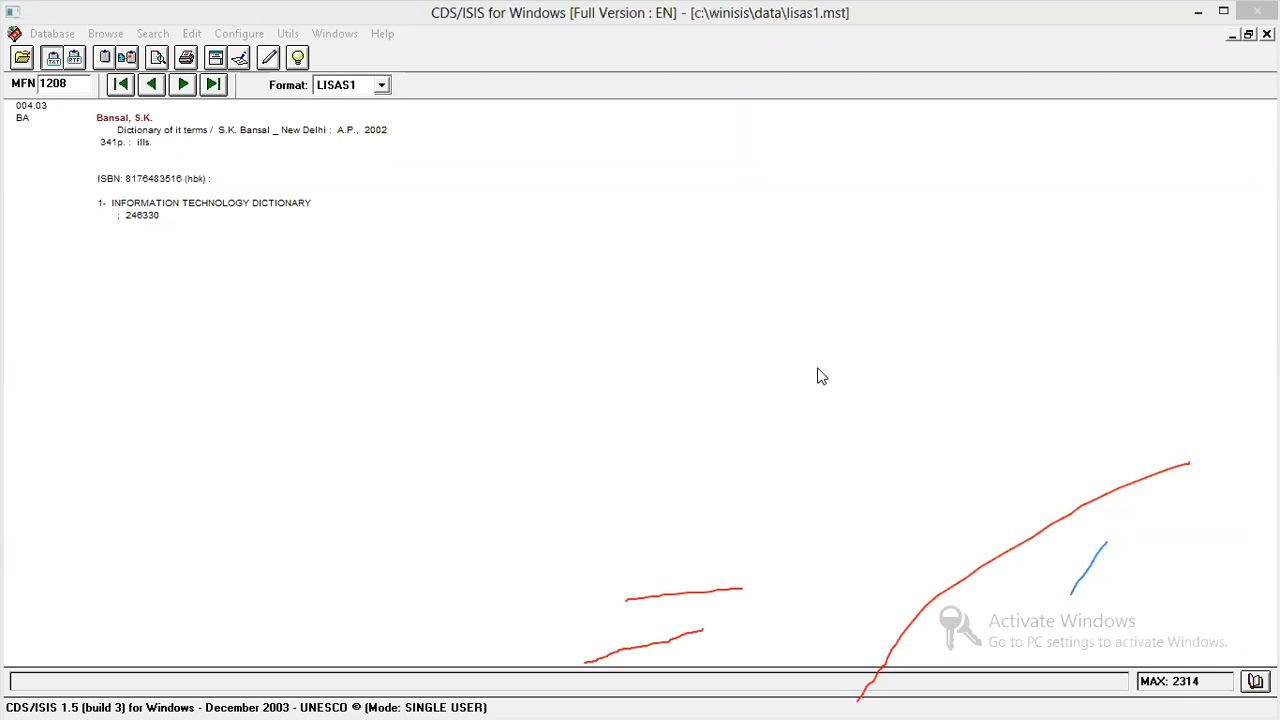 CDS/ISIS for Windows [Full Version : EN] - [c:\winisis\data\lisas1.mst]
Database Browse Search Edit Configure Utils Windows Help
MFN 1208 Format: LISAS1
004.03
BA Bansal, S.K.
Dictionary of it terms / S.K. Bansal _ New Delhi : A.P., 2002
341p. : ills.
ISBN: 8176483516 (hbk) :
1- INFORMATION TECHNOLOGY DICTIONARY
; 246330
Activate Windows
Go to PC settings to activate Windows.
MAX: 2314
CDS/ISIS 1.5 (build 3) for Windows - December 2003 - UNESCO ® (Mode: SINGLE USER)